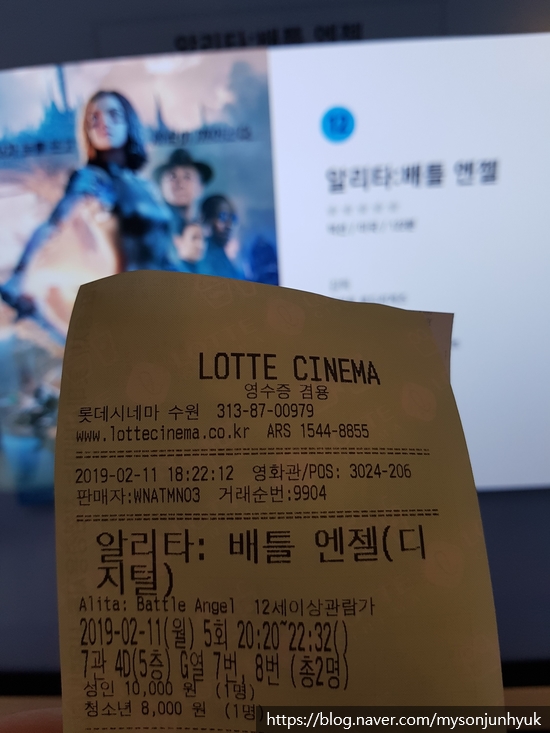 12
알리타:배틀 엔젤
LOTTE CINEMA
영수증 겸용
롯데시네마 수원 313-87-00979
www.lottecinema.co.kr ARS 1544-8855
2019-02-11 18:22:12 영화관/POS: 3024-206
판매자:WNATMN03 거래순번:9904
알리타: 배틀 엔젤(디
지털)
Alita: Battle Angel 12세이상관람가
2019-02-11(월) 5회 20:20~22:32()
7관 4D(5층) G열 7번, 8번 (총2명)
성인 10,000 원 (1명)
청소년 8,000 원 (1명)
https://blog.naver.com/mysonjunhyuk